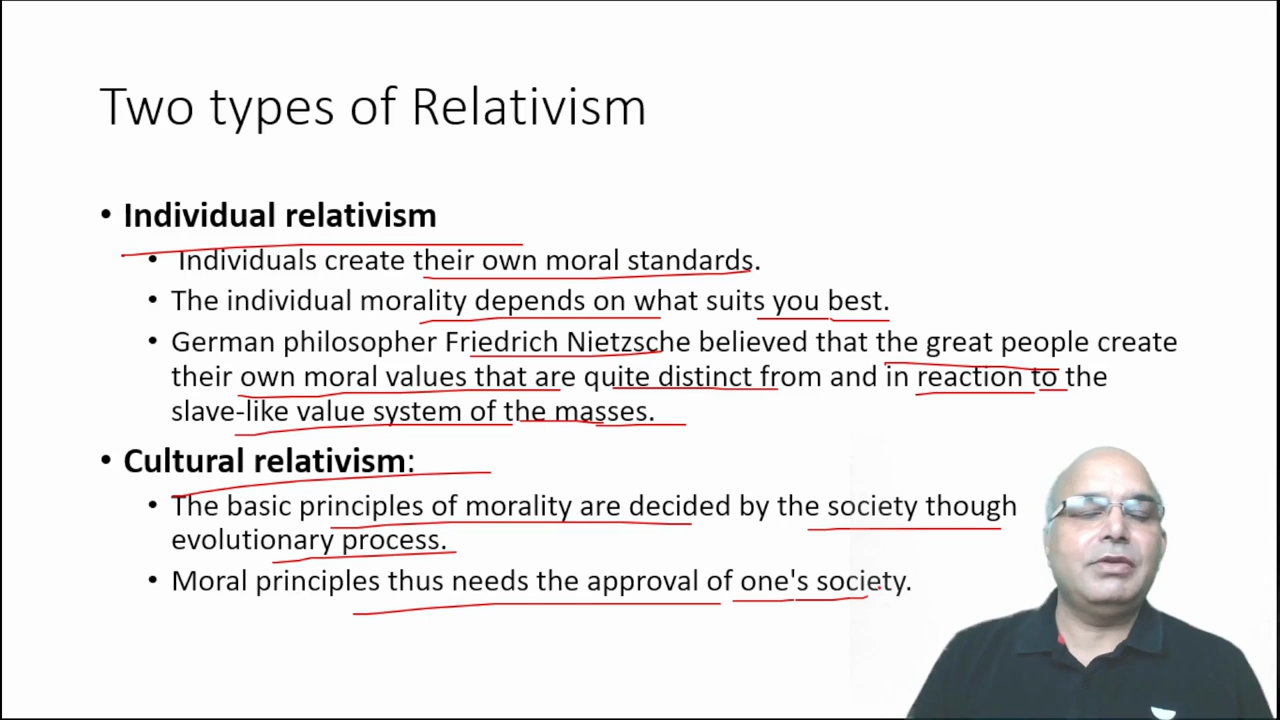 Two types of Relativism
• Individual relativism
• Individuals create their own moral standards.
• The individual morality depends on what suits you best.
• German philosopher Friedrich Nietzsche believed that the great people create
their own moral values that are quite distinct from and in reaction to the
slave-like value system of the masses.
• Cultural relativism:
• The basic principles of morality are decided by the society though
evolutionary process.
• Moral principles thus needs the approval of one's society.